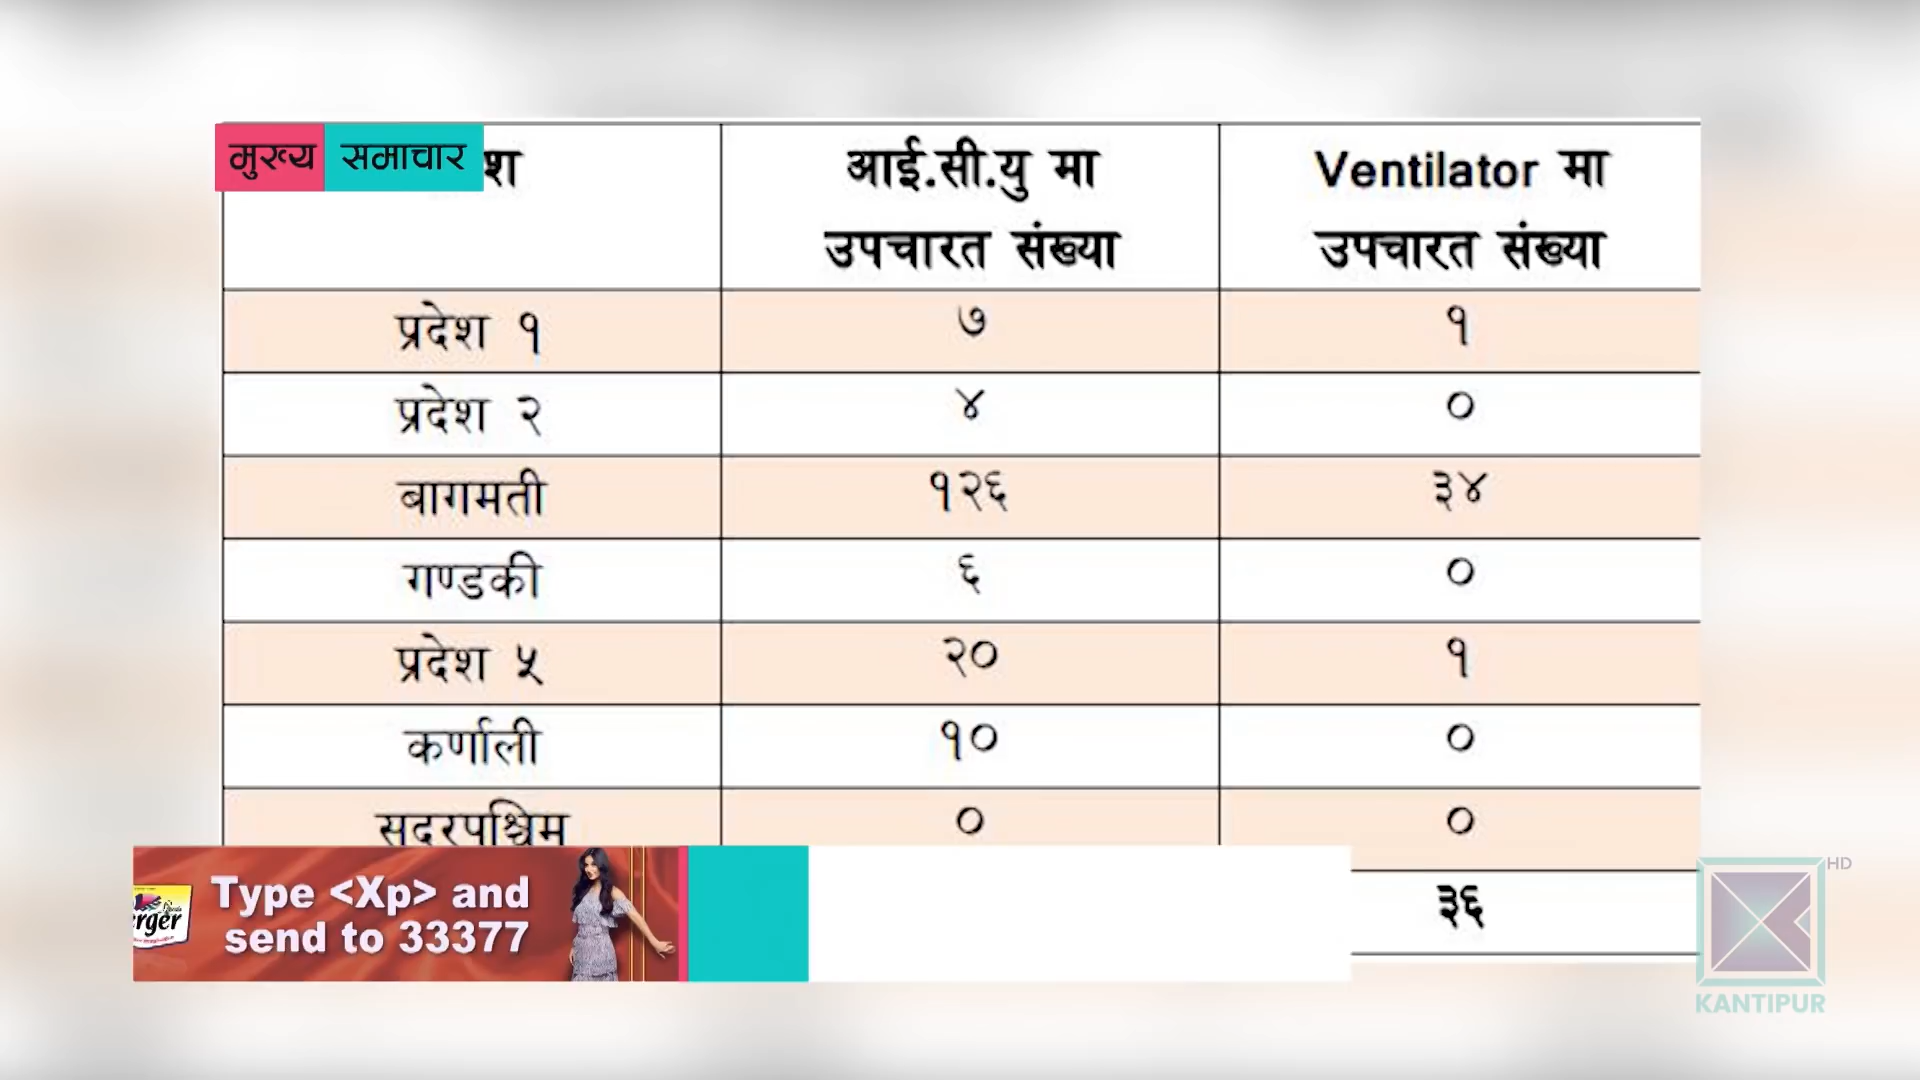 मुख्य समाचार
श
आई.सी.यु मा
उपचारत संख्या
Ventilator मा
उपचारत संख्या
प्रदेश १ ७ १
प्रदेश २ ४ ०
बागमती १२६ ३४
गण्डकी ६ ०
प्रदेश ५ २० १
कर्णाली १० ०
सुदूरपश्चिम ० ०
३६
erger
Type <Xp> and
send to 33377
HD
KANTIPUR